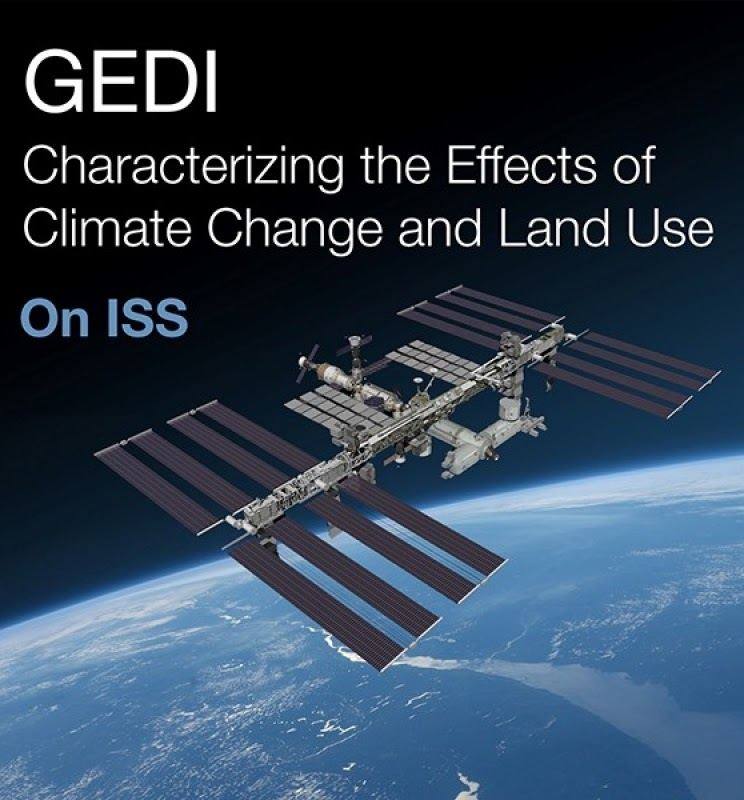 GEDI
Characterizing the Effects of
Climate Change and Land Use
On ISS